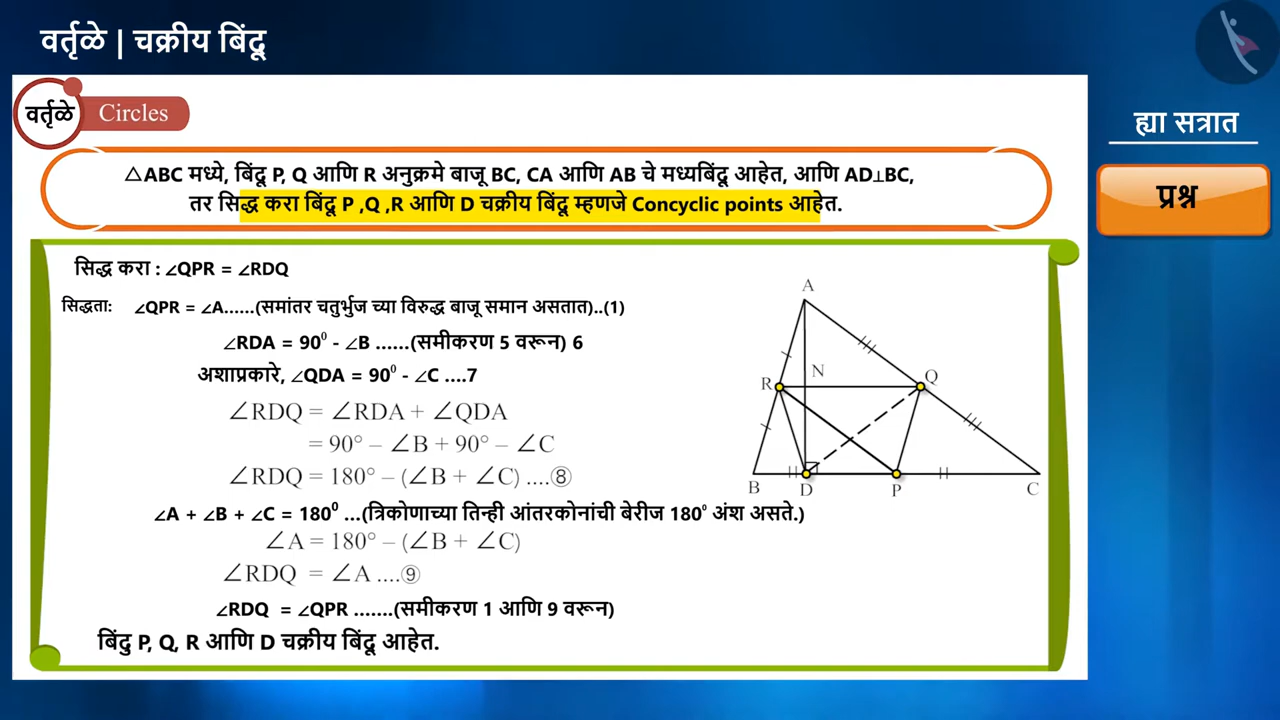 वर्तृळे | चक्रीय बिंदू
वर्तृळे Circles
ह्या सत्रात
प्रश्न
△ABC मध्ये, बिंदू P, Q आणि R अनुक्रमे बाजू BC, CA आणि AB चे मध्यबिंदू आहेत, आणि AD⊥BC,
तर सिद्ध करा बिंदू P ,Q ,R आणि D चक्रीय बिंदू म्हणजे Concyclic points आहेत.
सिद्ध करा : ∠QPR = ∠RDQ
सिद्धता: ∠QPR = ∠A......(समांतर चतुर्भुज च्या विरुद्ध बाजू समान असतात)..(1)
∠RDA = 90⁰ - ∠B ......(समीकरण 5 वरून) 6
अशाप्रकारे, ∠QDA = 90⁰ - ∠C ....7
∠RDQ = ∠RDA + ∠QDA
= 90° – ∠B + 90° – ∠C
∠RDQ = 180° – (∠B + ∠C) ....⑧
∠A + ∠B + ∠C = 180⁰ ...(त्रिकोणाच्या तिन्ही आंतरकोनांची बेरीज 180⁰ अंश असते.)
∠A = 180° – (∠B + ∠C)
∠RDQ = ∠A ....⑨
∠RDQ = ∠QPR .......(समीकरण 1 आणि 9 वरून)
बिंदु P, Q, R आणि D चक्रीय बिंदू आहेत.
A
R N Q
B D P C